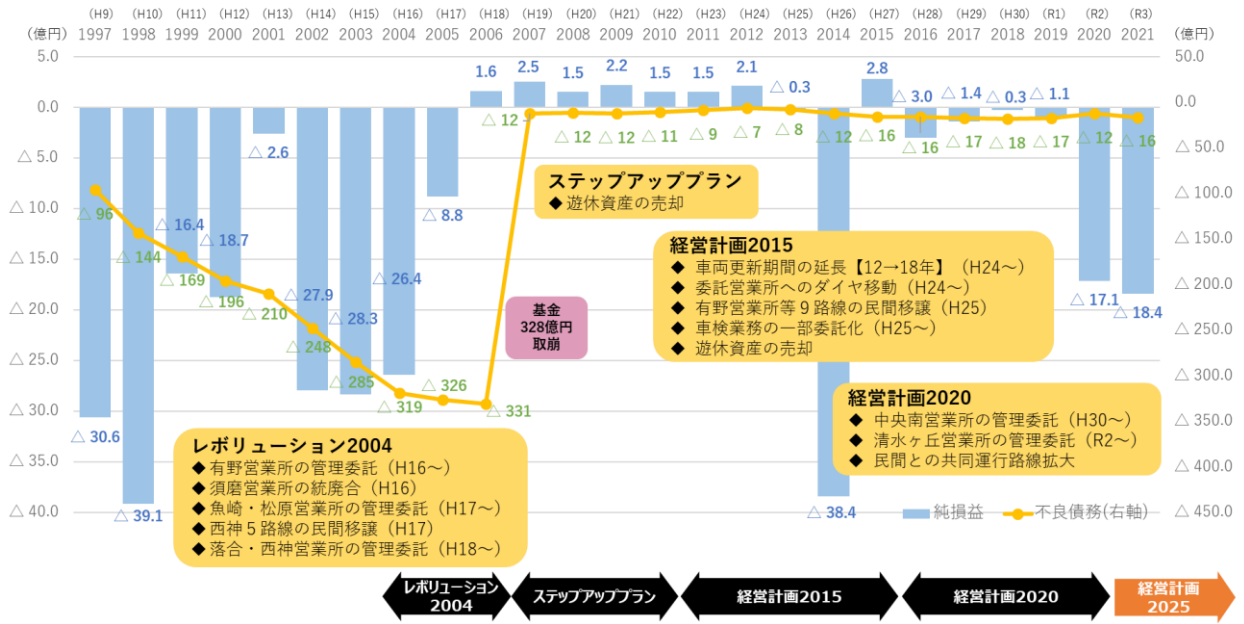 (H9) (H10) (H11) (H12) (H13) (H14) (H15) (H16) (H17) (H18) (H19) (H20) (H21) (H22) (H23) (H24) (H25) (H26) (H27) (H28) (H29) (H30) (R1) (R2) (R3)
(億円) 1997 1998 1999 2000 2001 2002 2003 2004 2005 2006 2007 2008 2009 2010 2011 2012 2013 2014 2015 2016 2017 2018 2019 2020 2021 (億円)
5.0
0.0
△ 5.0
△ 10.0
△ 15.0
△ 20.0
△ 25.0
△ 30.0
△ 35.0
△ 40.0
50.0
0.0
△ 50.0
△ 100.0
△ 150.0
△ 200.0
△ 250.0
△ 300.0
△ 350.0
△ 400.0
△ 450.0
△ 30.6
△ 39.1
△ 16.4
△ 18.7
△ 2.6
△ 27.9
△ 28.3
△ 26.4
△ 8.8
1.6
2.5
1.5
2.2
1.5
1.5
2.1
△ 0.3
△ 38.4
2.8
△ 3.0
△ 1.4
△ 0.3
△ 1.1
△ 17.1
△ 18.4
△ 96
△ 144
△ 169
△ 196
△ 210
△ 248
△ 285
△ 319
△ 326
△ 331
△ 12
△ 12
△ 12
△ 11
△ 9
△ 7
△ 8
△ 12
△ 16
△ 16
△ 17
△ 18
△ 17
△ 12
△ 16
ステップアッププラン
◆ 遊休資産の売却
経営計画2015
◆ 車両更新期間の延長【12→18年】(H24～)
◆ 委託営業所へのダイヤ移動(H24～)
◆ 有野営業所等9路線の民間移譲(H25)
◆ 車検業務の一部委託化(H25～)
◆ 遊休資産の売却
基金
328億円
取崩
経営計画2020
◆ 中央南営業所の管理委託(H30～)
◆ 清水ヶ丘営業所の管理委託(R2～)
◆ 民間との共同運行路線拡大
レボリューション2004
◆有野営業所の管理委託(H16～)
◆須磨営業所の統廃合(H16)
◆魚崎・松原営業所の管理委託(H17～)
◆西神5路線の民間移譲(H17)
◆落合・西神営業所の管理委託(H18～)
純損益 不良債務(右軸)
レボリューション
2004
ステップアッププラン
経営計画2015
経営計画2020
経営計画
2025